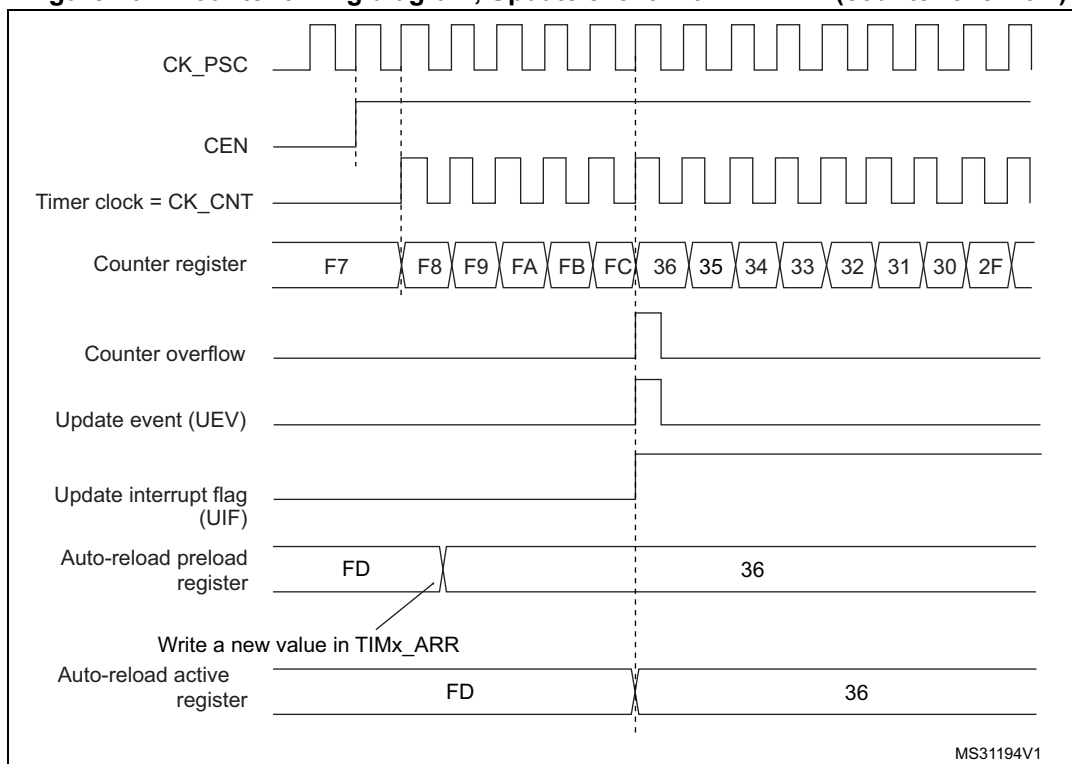 CK_PSC
CEN
Timer clock = CK_CNT
Counter register F7 F8 F9 FA FB FC 36 35 34 33 32 31 30 2F
Counter overflow
Update event (UEV)
Update interrupt flag
(UIF)
Auto-reload preload
register
FD 36
Write a new value in TIMx_ARR
Auto-reload active
register
FD 36
MS31194V1